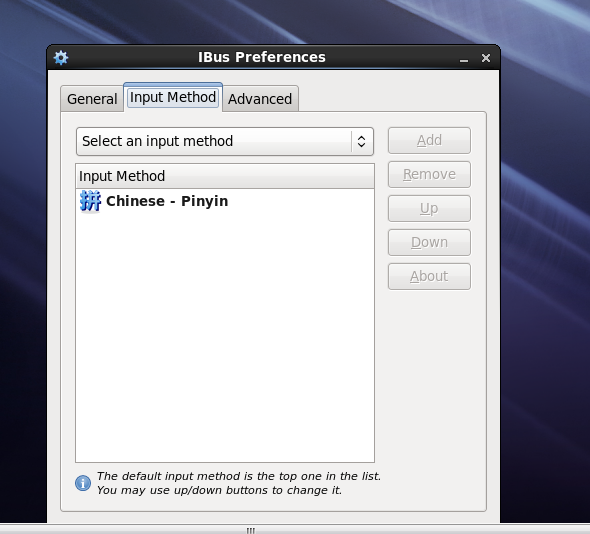 IBus Preferences
General Input Method Advanced
Select an input method
Add
Input Method
Remove
拼 Chinese - Pinyin
Up
Down
About
The default input method is the top one in the list.
You may use up/down buttons to change it.